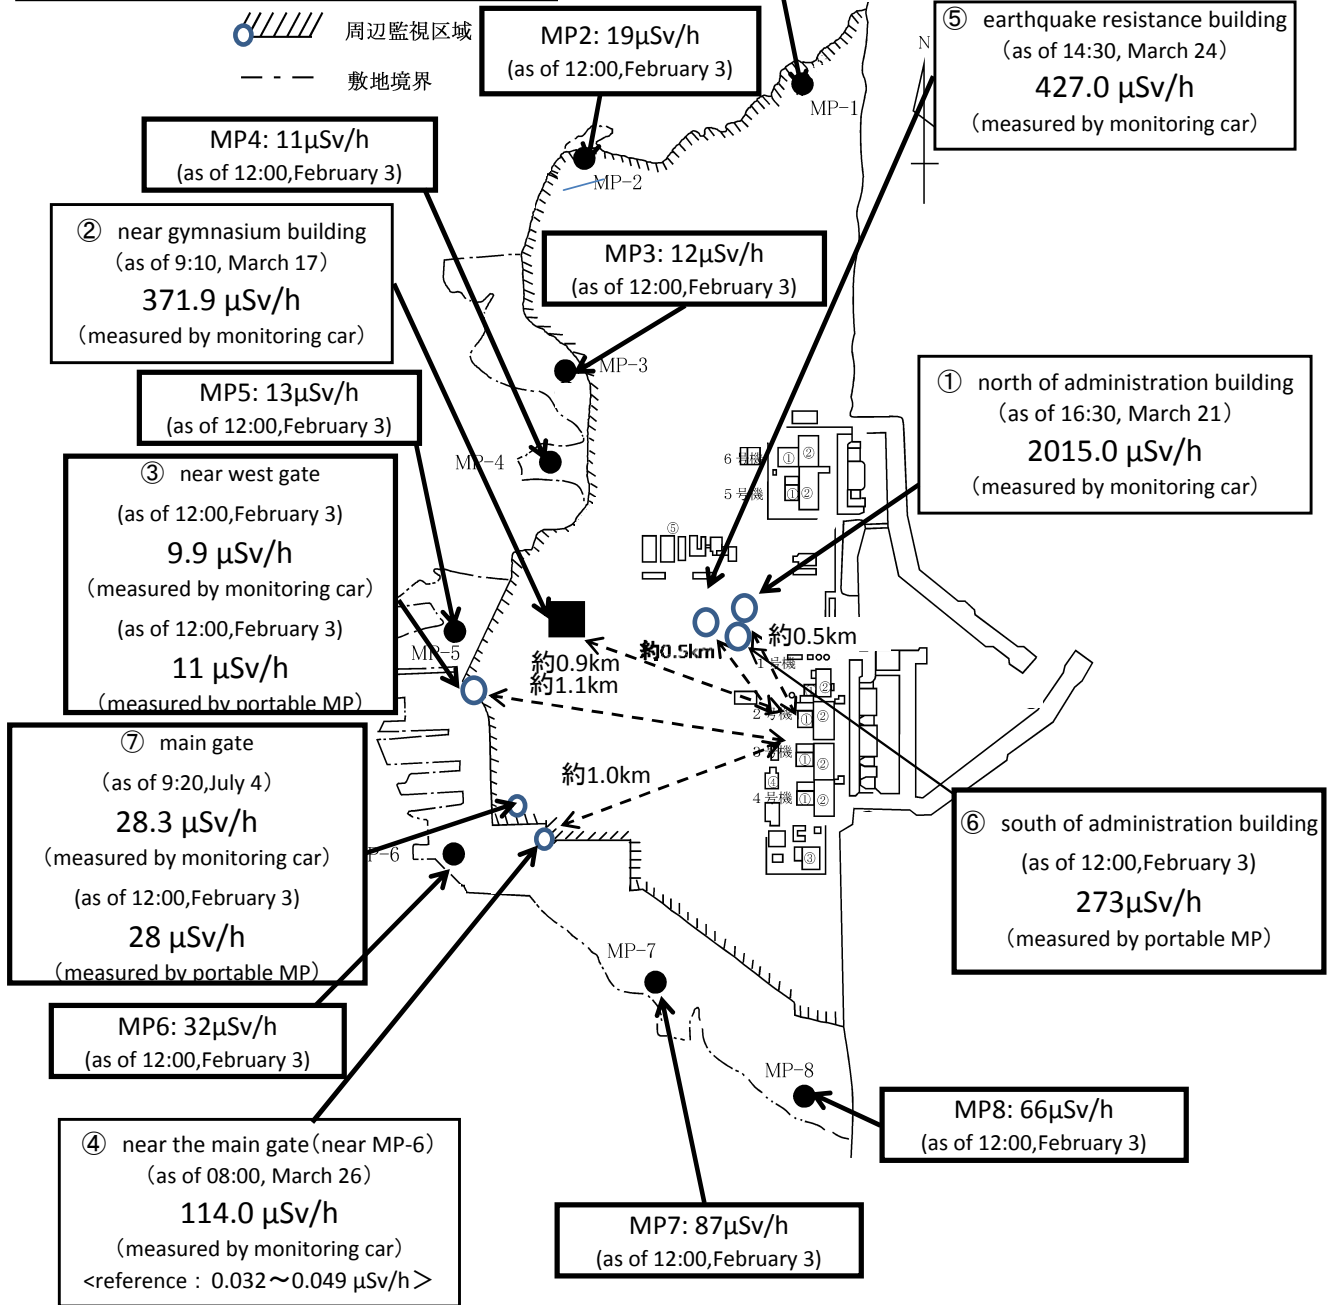 周辺監視区域
敷地境界
MP2: 19μSv/h
(as of 12:00,February 3)
⑤ earthquake resistance building
(as of 14:30, March 24)
427.0 μSv/h
(measured by monitoring car)
N
MP-1
MP4: 11μSv/h
(as of 12:00,February 3)
MP-2
② near gymnasium building
(as of 9:10, March 17)
371.9 μSv/h
(measured by monitoring car)
MP3: 12μSv/h
(as of 12:00,February 3)
MP-3
① north of administration building
(as of 16:30, March 21)
2015.0 μSv/h
(measured by monitoring car)
MP5: 13μSv/h
(as of 12:00,February 3)
MP-4
6号機
① ②
5号機
① ②
③ near west gate
(as of 12:00,February 3)
9.9 μSv/h
(measured by monitoring car)
(as of 12:00,February 3)
11 μSv/h
(measured by portable MP)
⑤
MP-5
約0.5km
約0.5km
約0.9km
約1.1km
1号機
②
2号機
① ②
3号機
① ②
④
4号機
① ②
③
約1.0km
⑦ main gate
(as of 9:20,July 4)
28.3 μSv/h
(measured by monitoring car)
(as of 12:00,February 3)
28 μSv/h
(measured by portable MP)
P-6
⑥ south of administration building
(as of 12:00,February 3)
273μSv/h
(measured by portable MP)
MP-7
MP6: 32μSv/h
(as of 12:00,February 3)
MP-8
MP8: 66μSv/h
(as of 12:00,February 3)
④ near the main gate(near MP-6)
(as of 08:00, March 26)
114.0 μSv/h
(measured by monitoring car)
<reference : 0.032～0.049 μSv/h>
MP7: 87μSv/h
(as of 12:00,February 3)